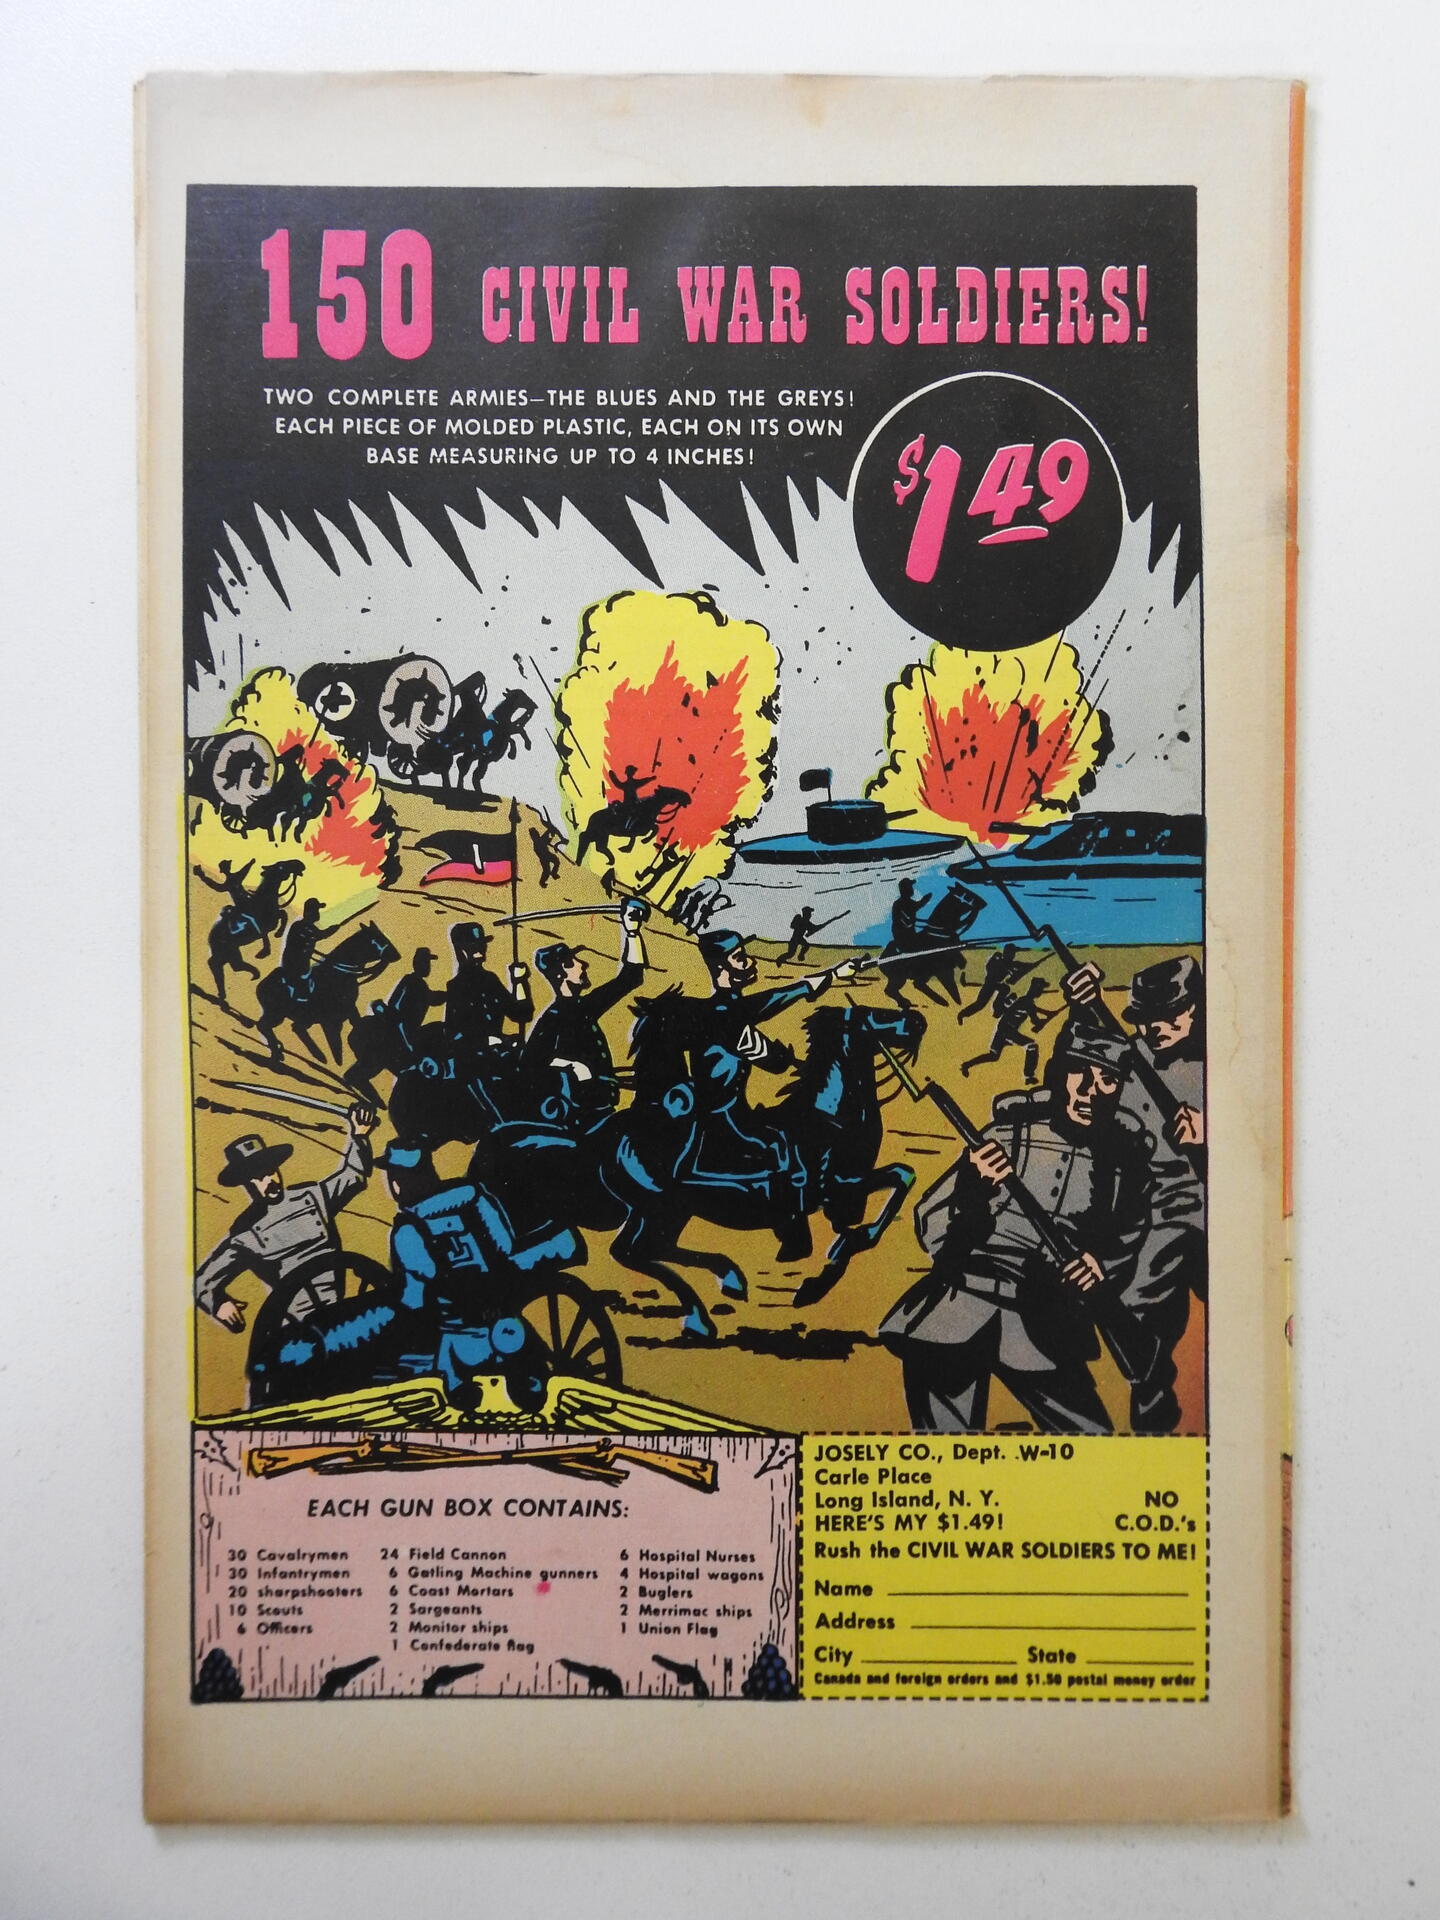 150 CIVIL WAR SOLDIERS!
TWO COMPLETE ARMIES—THE BLUES AND THE GREYS!
EACH PIECE OF MOLDED PLASTIC, EACH ON ITS OWN
BASE MEASURING UP TO 4 INCHES!
$1.49
EACH GUN BOX CONTAINS:
30 Cavalrymen
30 Infantrymen
20 sharpshooters
10 Scouts
6 Officers
24 Field Cannon
6 Gatling Machine gunners
6 Coast Mortars
2 Sargeants
2 Monitor ships
1 Confederate flag
6 Hospital Nurses
4 Hospital wagons
2 Buglers
2 Merrimac ships
1 Union Flag
JOSELY CO., Dept. W-10
Carle Place
Long Island, N. Y.
HERE'S MY $1.49!
NO
C.O.D.'s
Rush the CIVIL WAR SOLDIERS TO ME!
Name
Address
City State
Canada and foreign orders and $1.50 postal money order